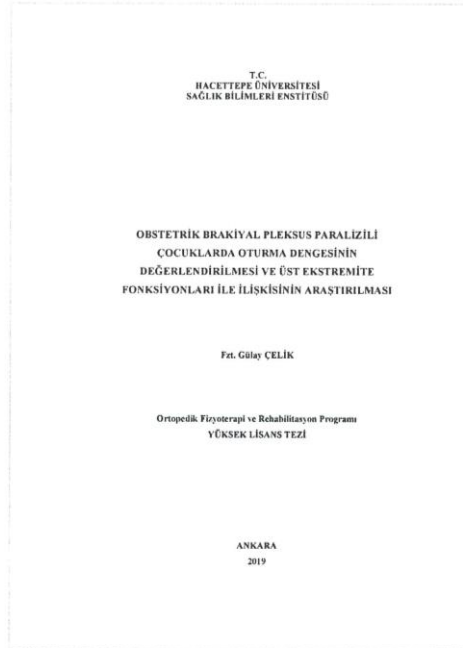 T.C.
HACETTEPE ÜNİVERSİTESİ
SAĞLIK BİLİMLERİ ENSTİTÜSÜ
OBSTETRİK BRAKİYAL PLEKSUS PARALİZİLİ
ÇOCUKLARDA OTURMA DENGESİNİN
DEĞERLENDİRİLMESİ VE ÜST EKSTREMİTE
FONKSİYONLARI İLE İLİŞKİSİNİN ARAŞTIRILMASI
Fzt. Gülay ÇELİK
Ortopedik Fizyoterapi ve Rehabilitasyon Programı
YÜKSEK LİSANS TEZİ
ANKARA
2019